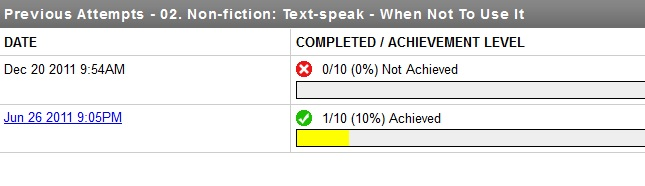 Previous Attempts - 02. Non-fiction: Text-speak - When Not To Use It
DATE COMPLETED / ACHIEVEMENT LEVEL
Dec 20 2011 9:54AM 0/10 (0%) Not Achieved
Jun 26 2011 9:05PM 1/10 (10%) Achieved